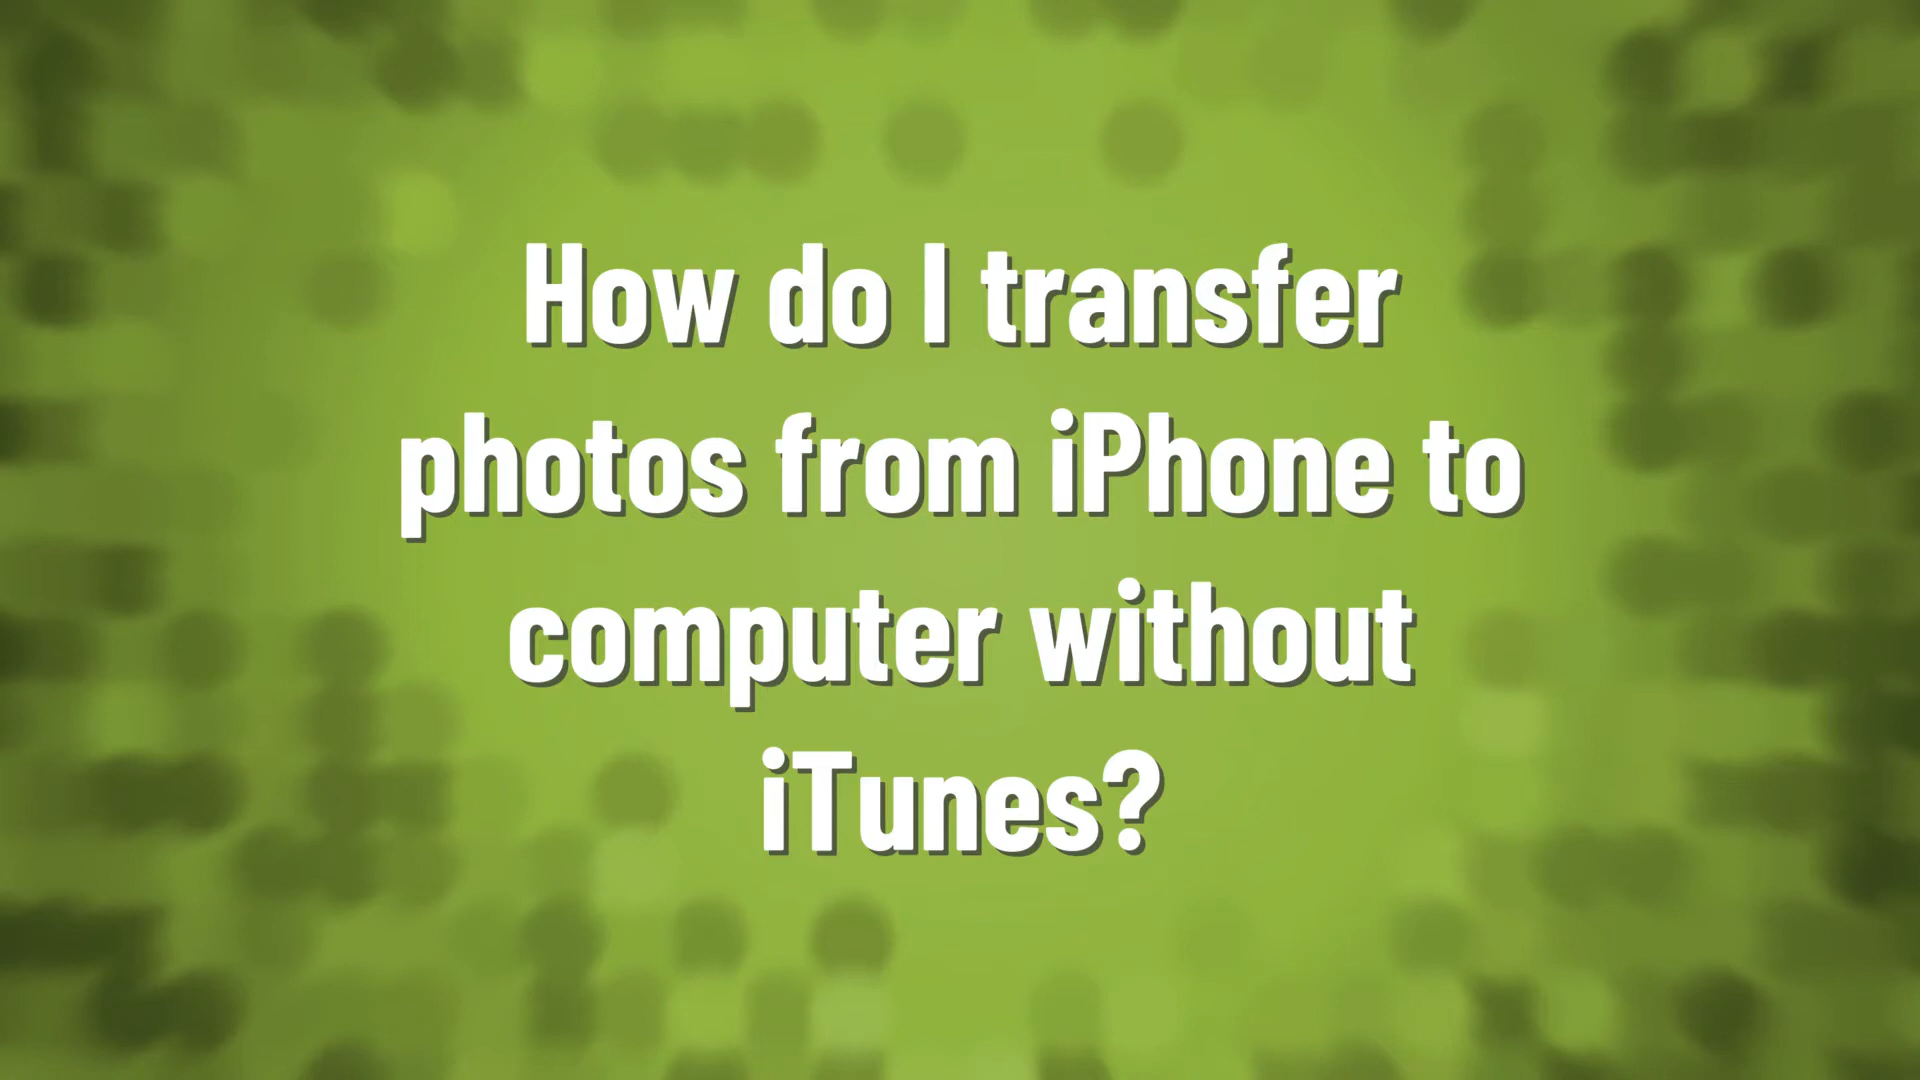 How do I transfer
photos from iPhone to
computer without
iTunes?